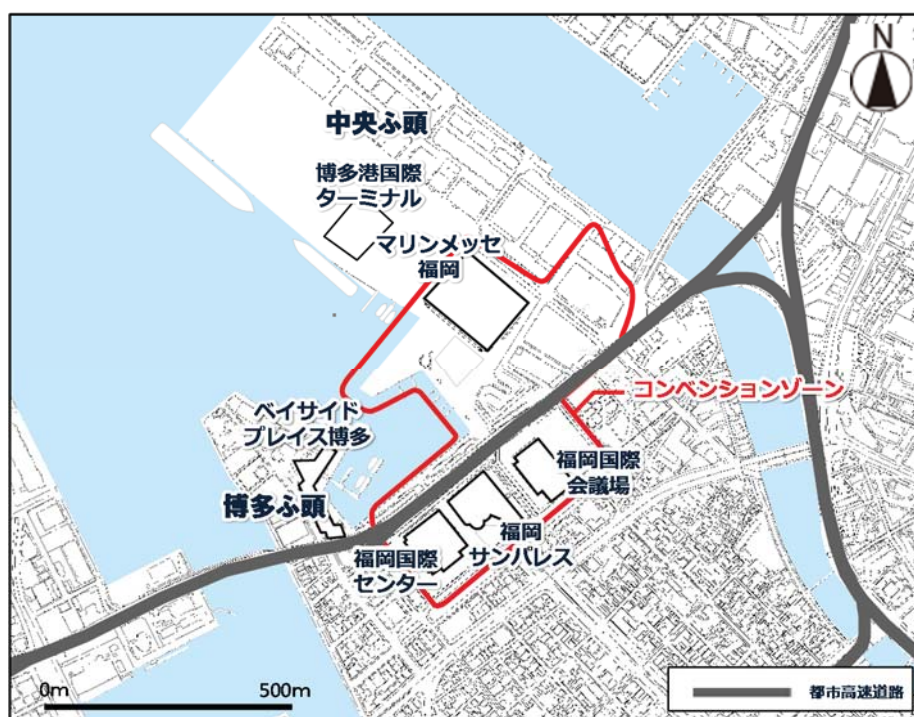 N
中央ふ頭
博多港国際
ターミナル
マリンメッセ
福岡
コンベンションゾーン
ベイサイド
プレイス博多
福岡国際
会議場
博多ふ頭
福岡
サンパレス
福岡国際
センター
0m
500m
都市高速道路